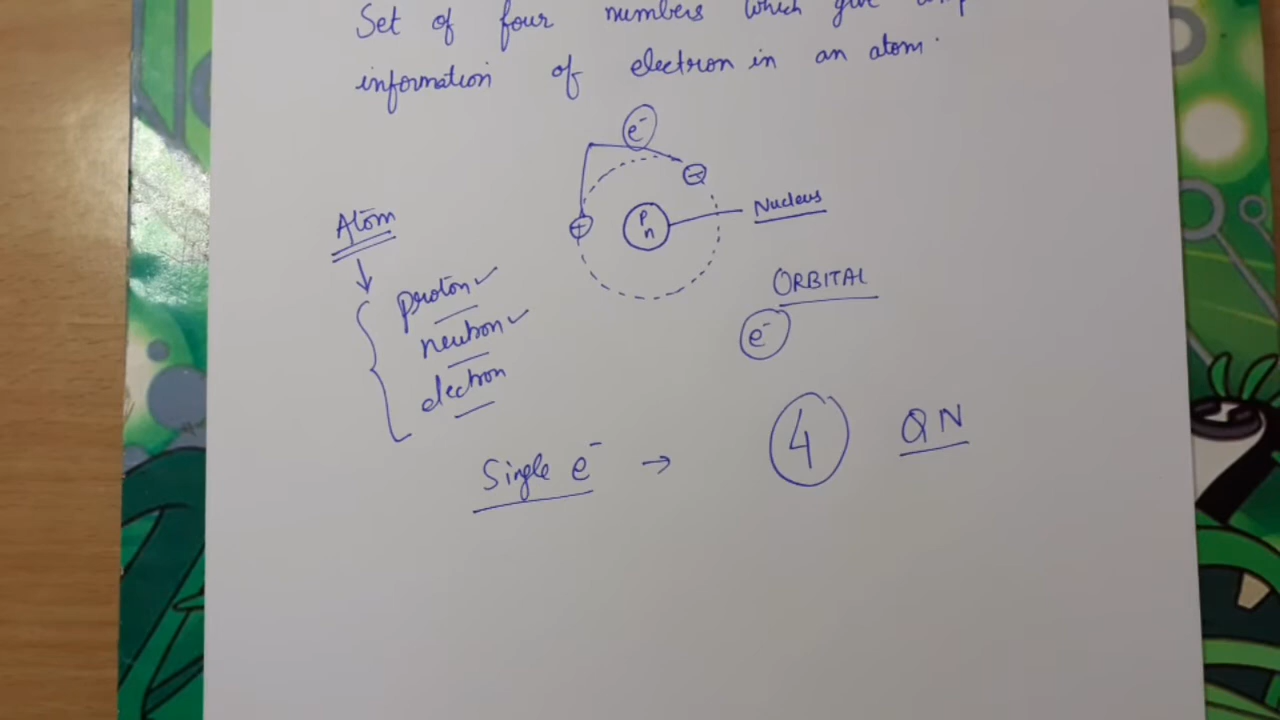 Set of four numbers which give
information of electron in an atom.
e⁻
−
+
P
n
Nucleus
Atom
proton ✓
neutron ✓
electron
ORBITAL
e⁻
Single e⁻ → 4 QN